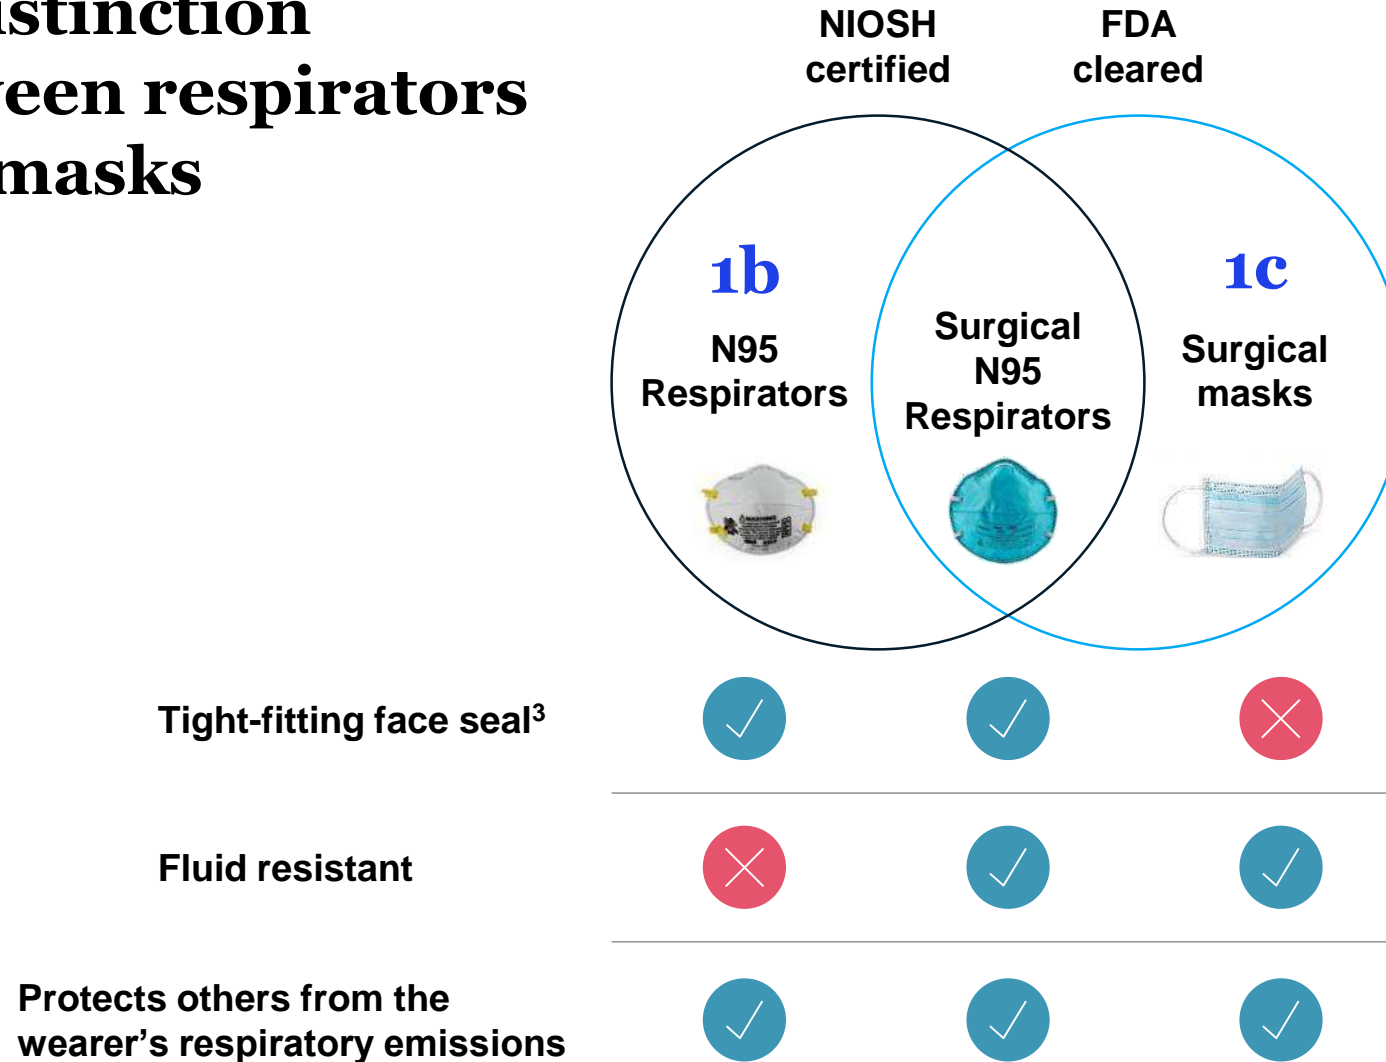 istinction
een respirators
masks
NIOSH
certified
FDA
cleared
1b
N95
Respirators
Surgical
N95
Respirators
1c
Surgical
masks
WARNING
Tight-fitting face seal³
Fluid resistant
Protects others from the
wearer’s respiratory emissions